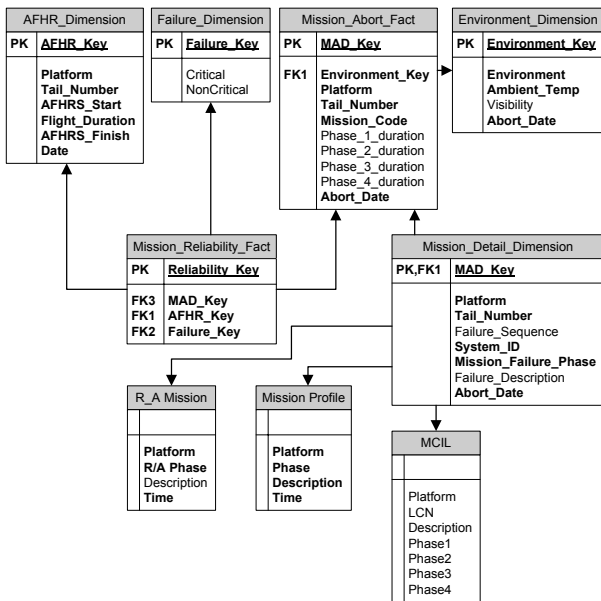 AFHR_Dimension
PK AFHR_Key
Platform
Tail_Number
AFHRS_Start
Flight_Duration
AFHRS_Finish
Date
Failure_Dimension
PK Failure_Key
Critical
NonCritical
Mission_Abort_Fact
PK MAD_Key
FK1 Environment_Key
Platform
Tail_Number
Mission_Code
Phase_1_duration
Phase_2_duration
Phase_3_duration
Phase_4_duration
Abort_Date
Environment_Dimension
PK Environment_Key
Environment
Ambient_Temp
Visibility
Abort_Date
Mission_Reliability_Fact
PK Reliability_Key
FK3 MAD_Key
FK1 AFHR_Key
FK2 Failure_Key
Mission_Detail_Dimension
PK,FK1 MAD_Key
Platform
Tail_Number
Failure_Sequence
System_ID
Mission_Failure_Phase
Failure_Description
Abort_Date
R_A Mission
Platform
R/A Phase
Description
Time
Mission Profile
Platform
Phase
Description
Time
MCIL
Platform
LCN
Description
Phase1
Phase2
Phase3
Phase4